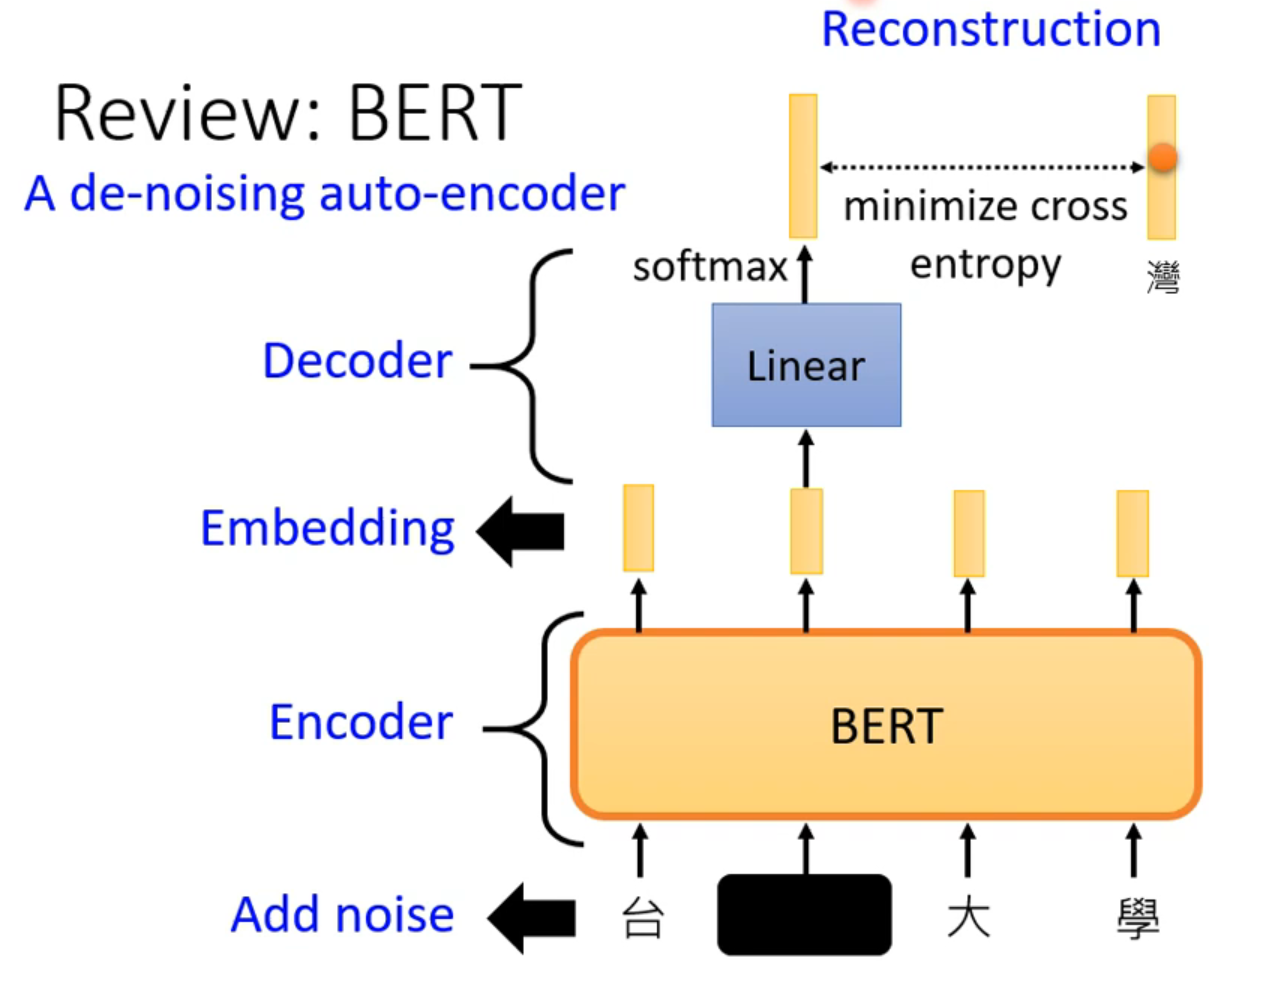 Reconstruction
Review: BERT
A de-noising auto-encoder
minimize cross
entropy
softmax
灣
Decoder
Linear
Embedding
Encoder
BERT
Add noise
台 大 學